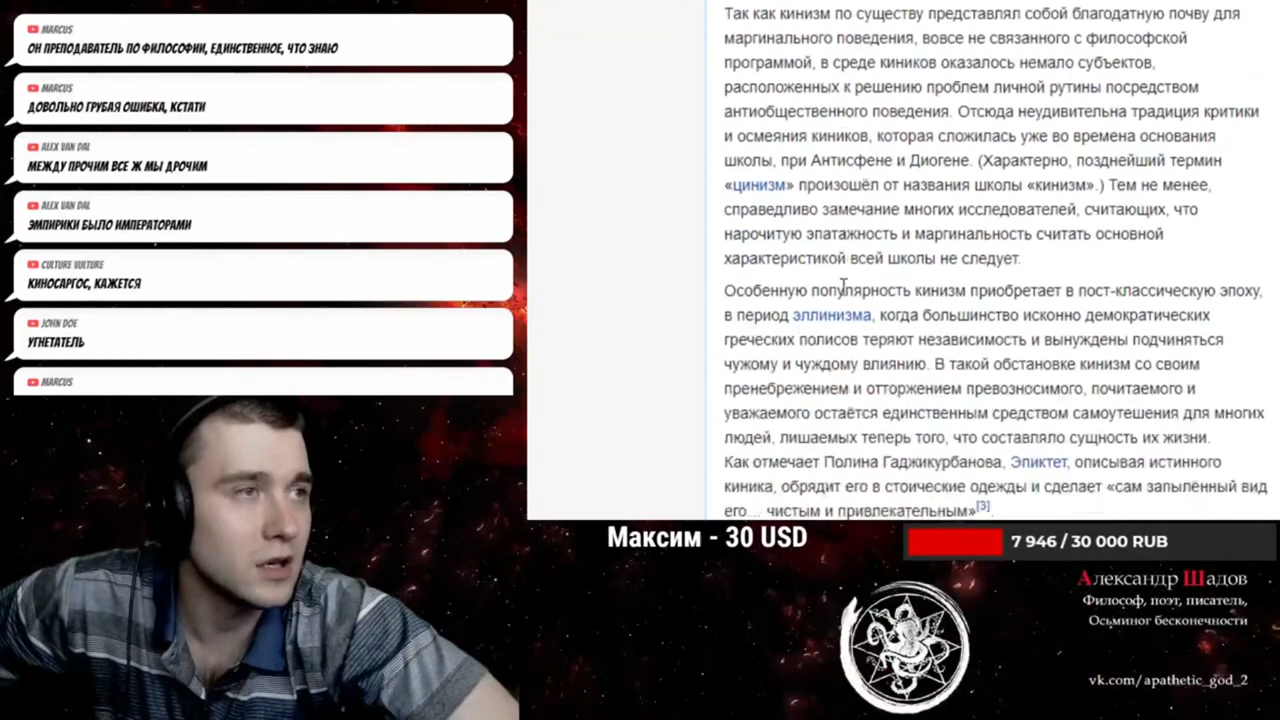 MARCUS
ОН ПРЕПОДАВАТЕЛЬ ПО ФИЛОСОФИИ, ЕДИНСТВЕННОЕ, ЧТО ЗНАЮ
MARCUS
ДОВОЛЬНО ГРУБАЯ ОШИБКА, КСТАТИ
ALEX VAN DAL
МЕЖДУ ПРОЧИМ ВСЕ Ж МЫ ДРОЧИМ
ALEX VAN DAL
ЭМПИРИКИ БЫЛО ИМПЕРАТОРАМИ
CULTURE VULTURE
КИНОСАРГОС, КАЖЕТСЯ
JOHN DOE
УГНЕТАТЕЛЬ
MARCUS
Так как кинизм по существу представлял собой благодатную почву для
маргинального поведения, вовсе не связанного с философской
программой, в среде киников оказалось немало субъектов,
расположенных к решению проблем личной рутины посредством
антиобщественного поведения. Отсюда неудивительна традиция критики
и осмеяния киников, которая сложилась уже во времена основания
школы, при Антисфене и Диогене. (Характерно, позднейший термин
«цинизм» произошёл от названия школы «кинизм».) Тем не менее,
справедливо замечание многих исследователей, считающих, что
нарочитую эпатажность и маргинальность считать основной
характеристикой всей школы не следует.
Особенную популярность кинизм приобретает в пост-классическую эпоху,
в период эллинизма, когда большинство исконно демократических
греческих полисов теряют независимость и вынуждены подчиняться
чужому и чуждому влиянию. В такой обстановке кинизм со своим
пренебрежением и отторжением превозносимого, почитаемого и
уважаемого остаётся единственным средством самоутешения для многих
людей, лишаемых теперь того, что составляло сущность их жизни.
Как отмечает Полина Гаджикурбанова, Эпиктет, описывая истинного
киника, обрядит его в стоические одежды и сделает «сам запылённый вид
его... чистым и привлекательным»[3].
Максим - 30 USD
7 946 / 30 000 RUB
Александр Шадов
Философ, поэт, писатель,
Осьминог бесконечности
vk.com/apathetic_god_2